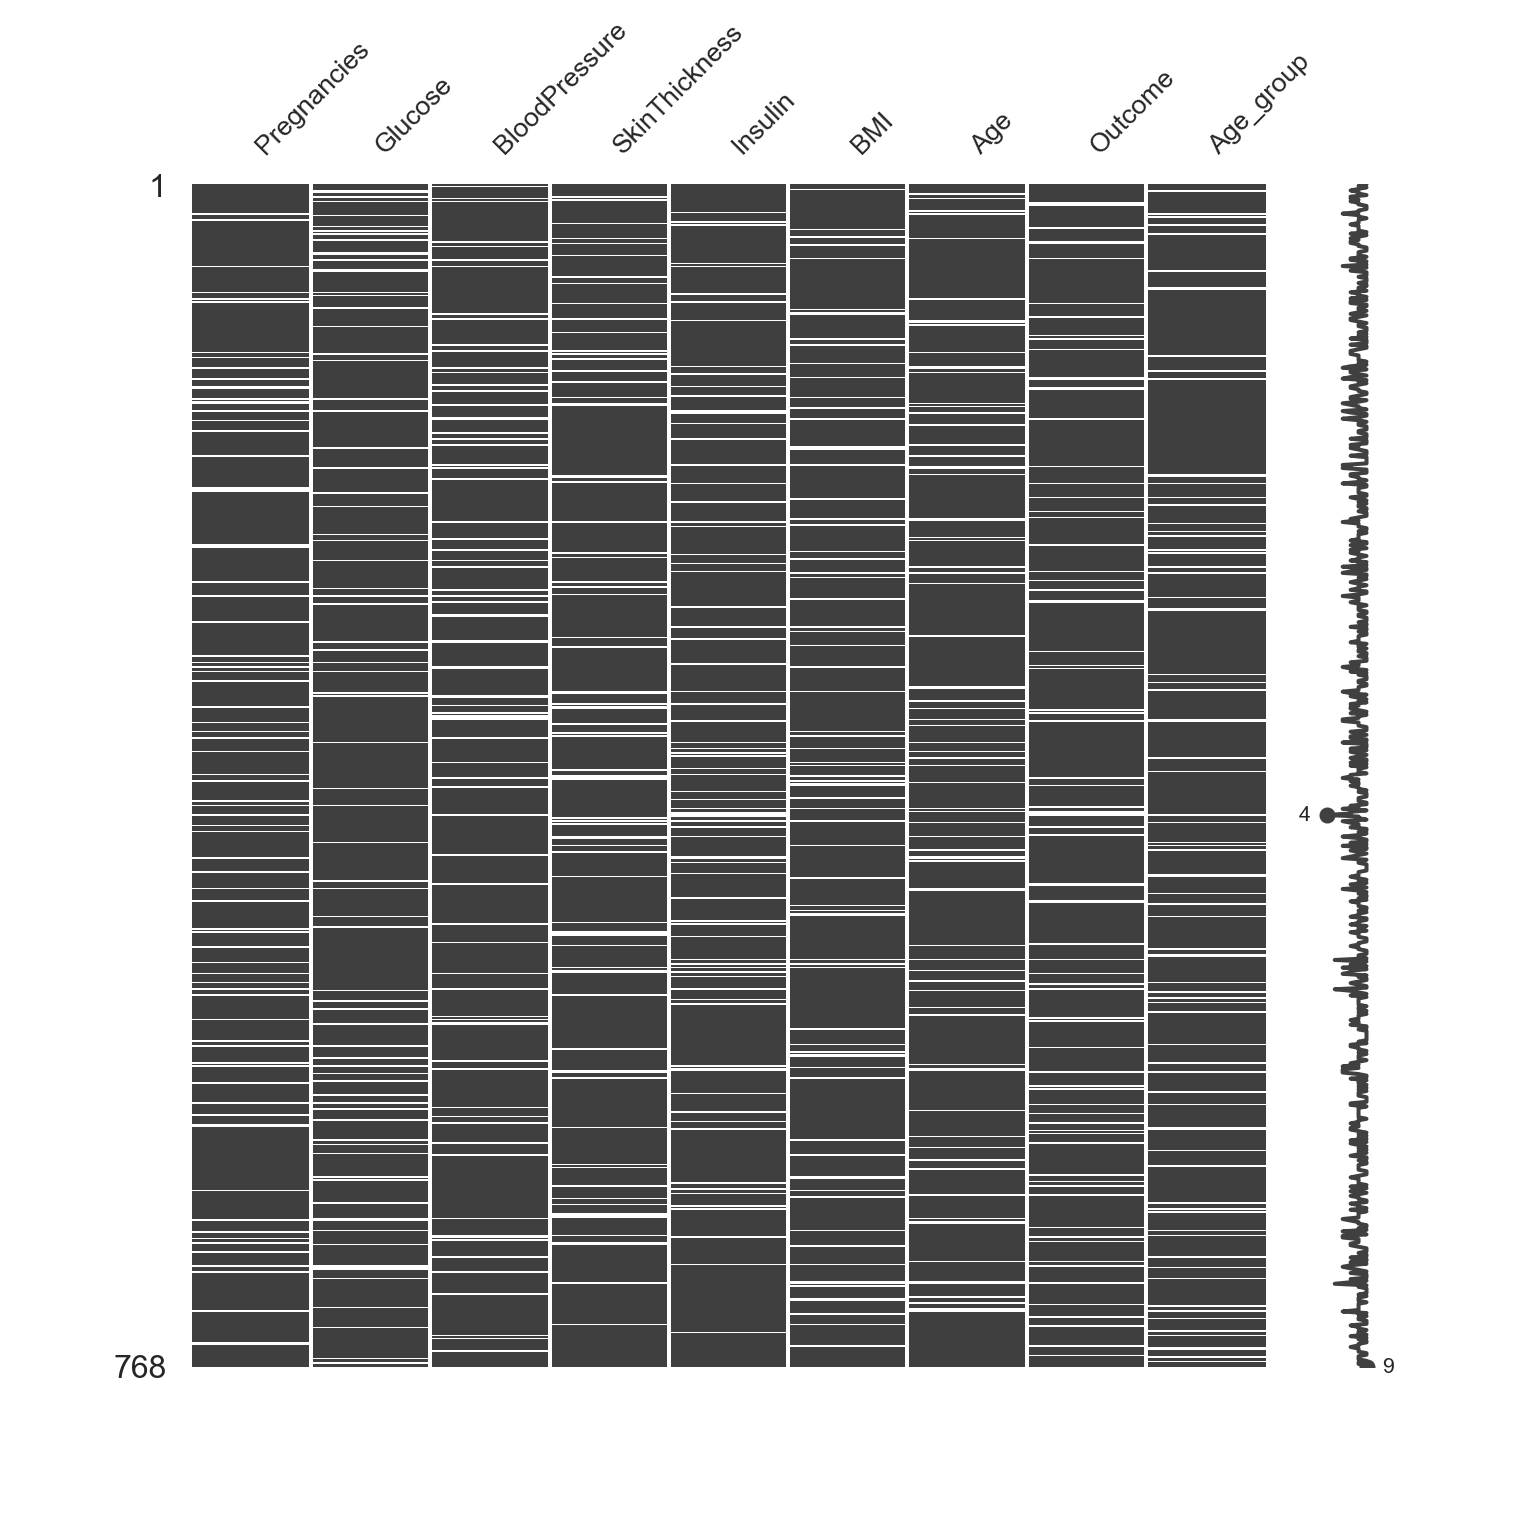 Pregnancies
Glucose
BloodPressure
SkinThickness
Insulin
BMI
Age
Outcome
Age_group
1
4
768
9